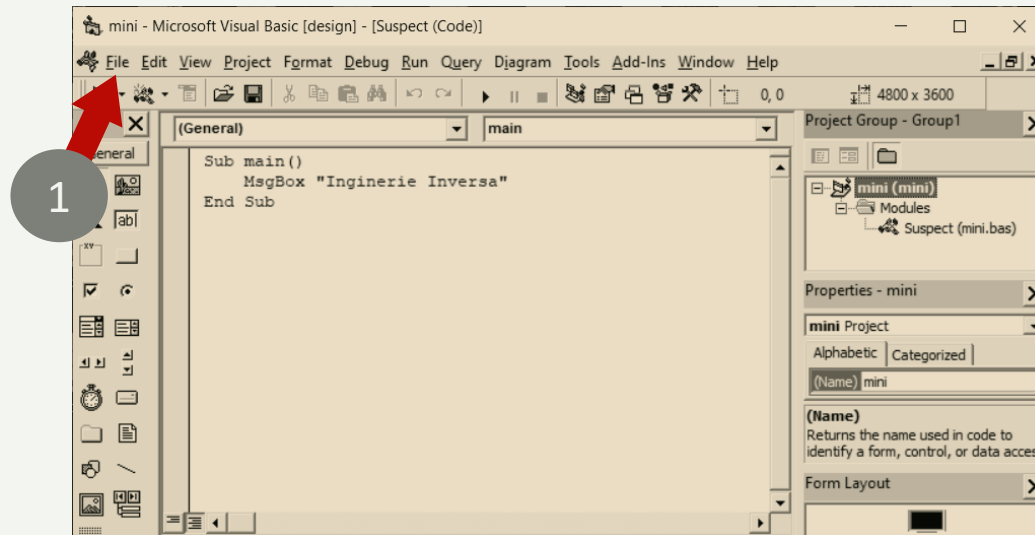 mini - Microsoft Visual Basic [design] - [Suspect (Code)]
File Edit View Project Format Debug Run Query Diagram Tools Add-Ins Window Help
0, 0 4800 x 3600
1
General
(General) main
Sub main()
MsgBox "Inginerie Inversa"
End Sub
ab
XY
Project Group - Group1
mini (mini)
Modules
Suspect (mini.bas)
Properties - mini
mini Project
Alphabetic Categorized
(Name) mini
(Name)
Returns the name used in code to
identify a form, control, or data acces
Form Layout